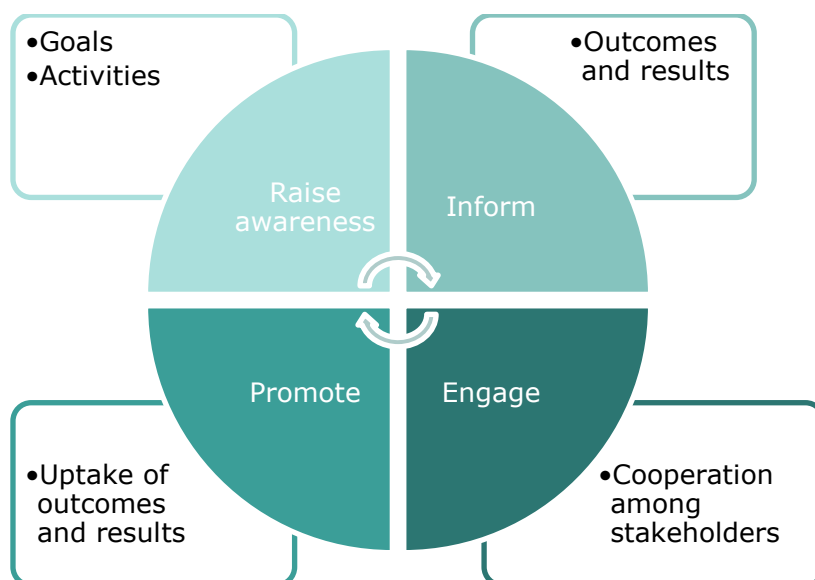 •Goals
•Activities
•Outcomes
and results
Raise
awareness
Inform
Promote
Engage
•Uptake of
outcomes
and results
•Cooperation
among
stakeholders